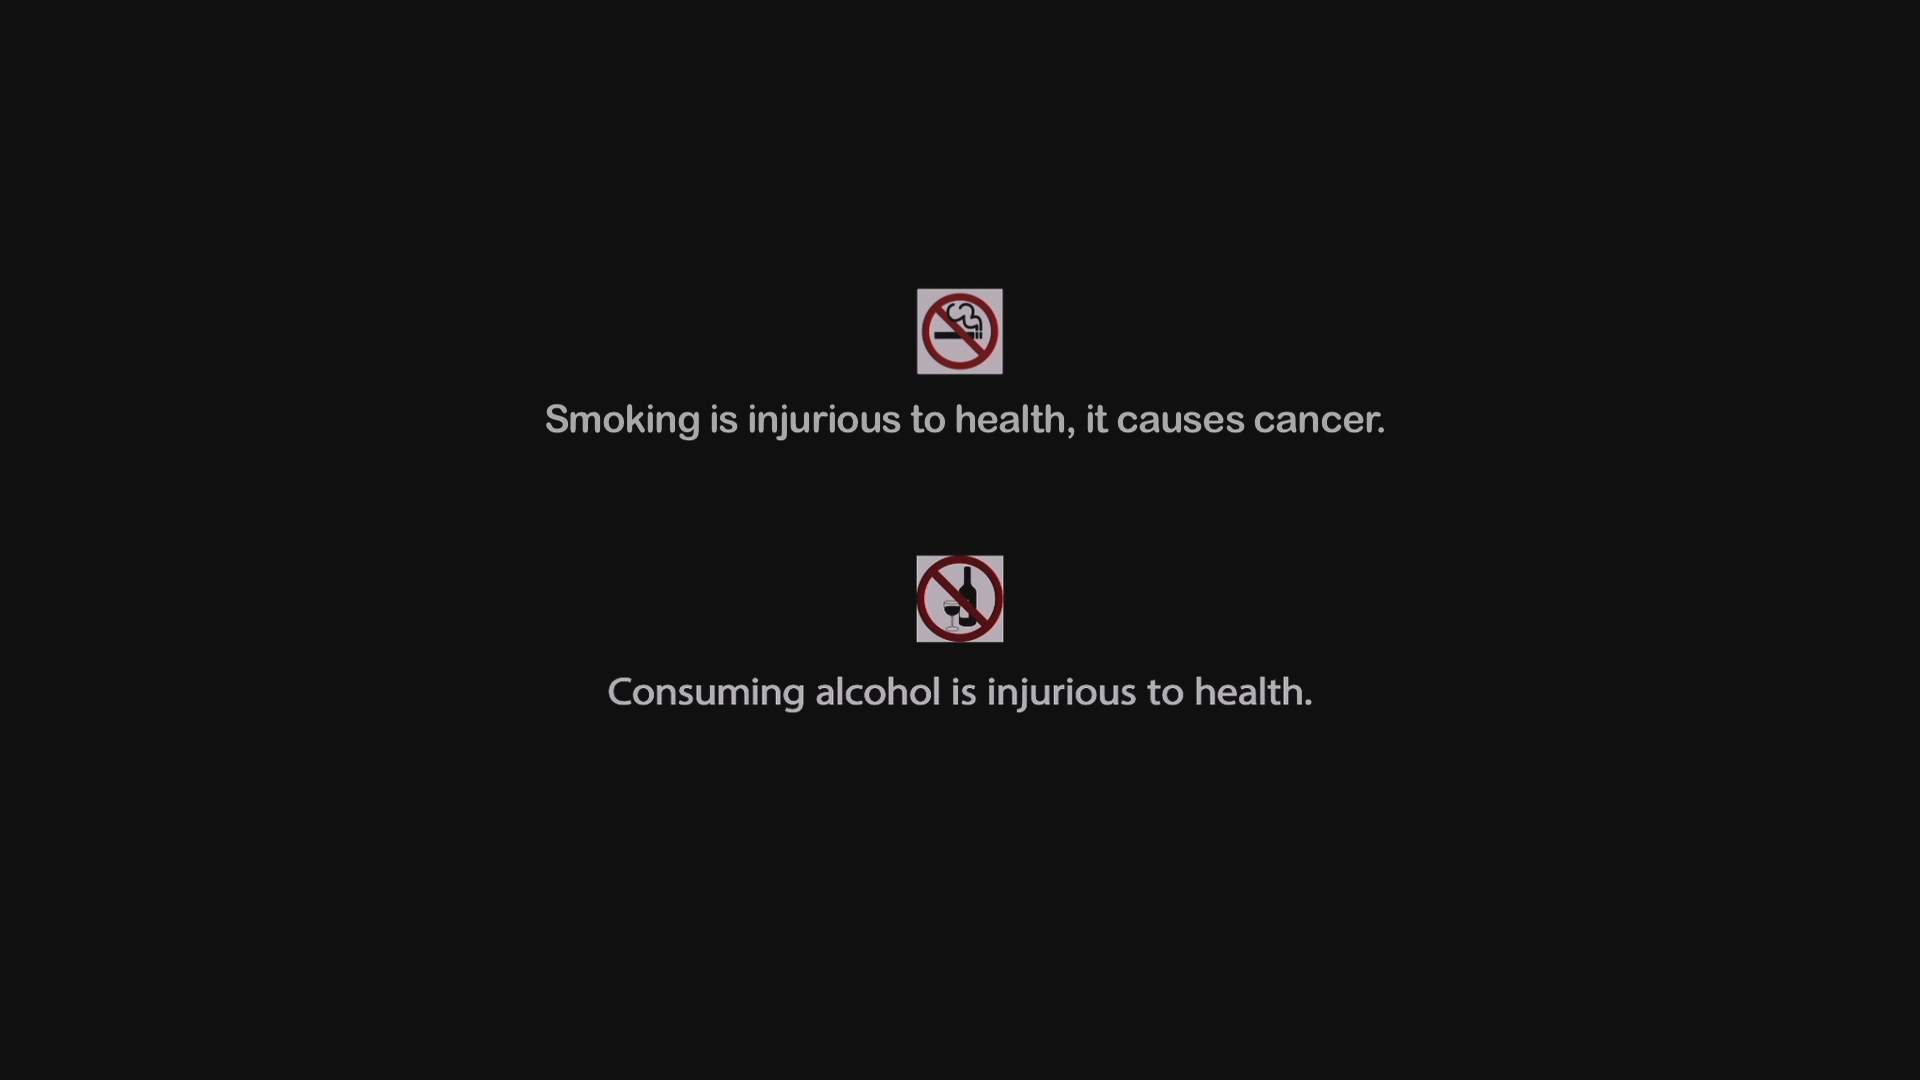 Smoking is injurious to health, it causes cancer.
Consuming alcohol is injurious to health.